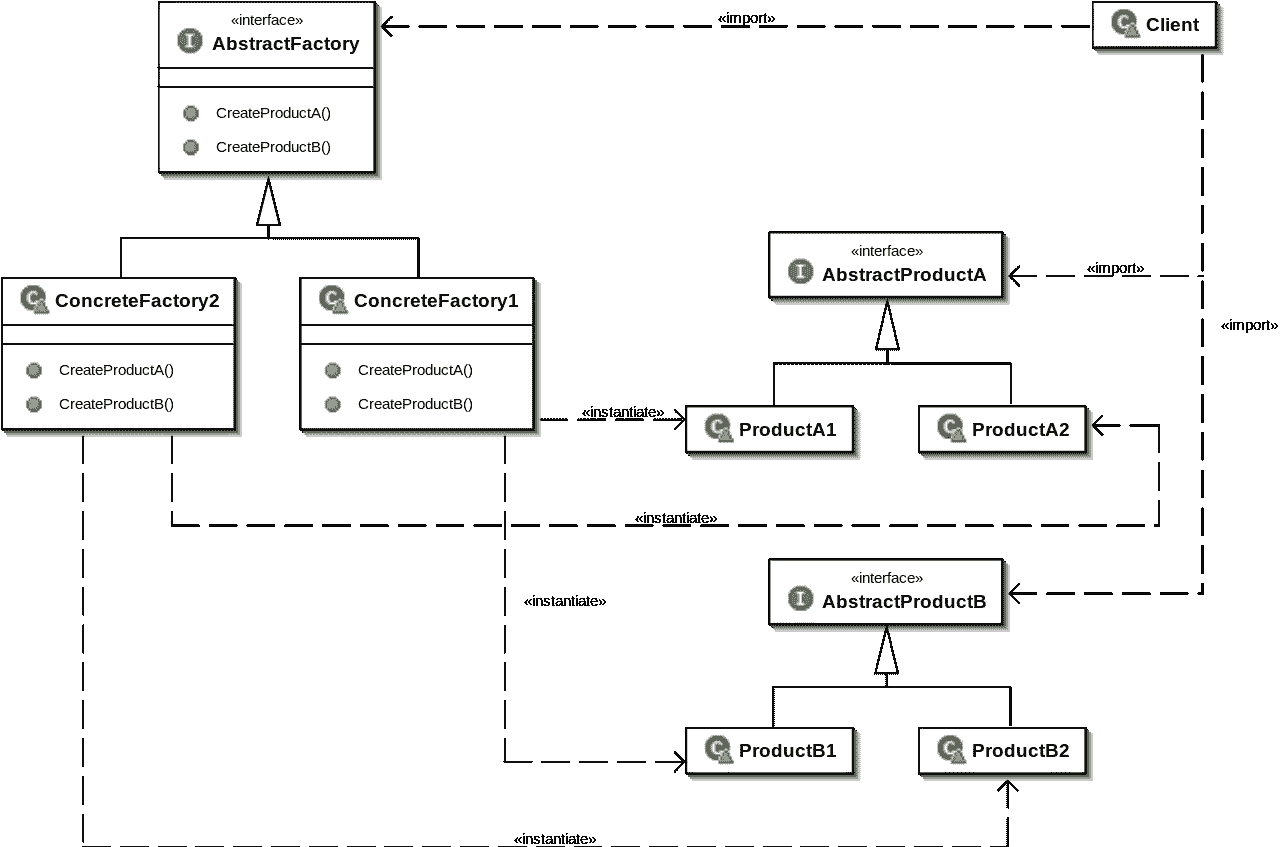 «interface»
AbstractFactory
CreateProductA()
CreateProductB()
«import»
Client
ConcreteFactory2
CreateProductA()
CreateProductB()
ConcreteFactory1
CreateProductA()
CreateProductB()
«interface»
AbstractProductA
«import»
«import»
«instantiate»
ProductA1
ProductA2
«instantiate»
«interface»
AbstractProductB
«instantiate»
ProductB1
ProductB2
«instantiate»